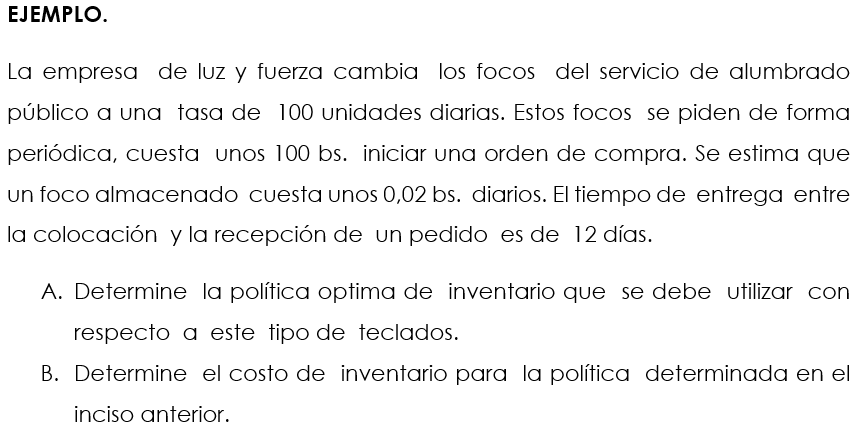 EJEMPLO.
La empresa de luz y fuerza cambia los focos del servicio de alumbrado
público a una tasa de 100 unidades diarias. Estos focos se piden de forma
periódica, cuesta unos 100 bs. iniciar una orden de compra. Se estima que
un foco almacenado cuesta unos 0,02 bs. diarios. El tiempo de entrega entre
la colocación y la recepción de un pedido es de 12 días.
A. Determine la política optima de inventario que se debe utilizar con
respecto a este tipo de teclados.
B. Determine el costo de inventario para la política determinada en el
inciso anterior.